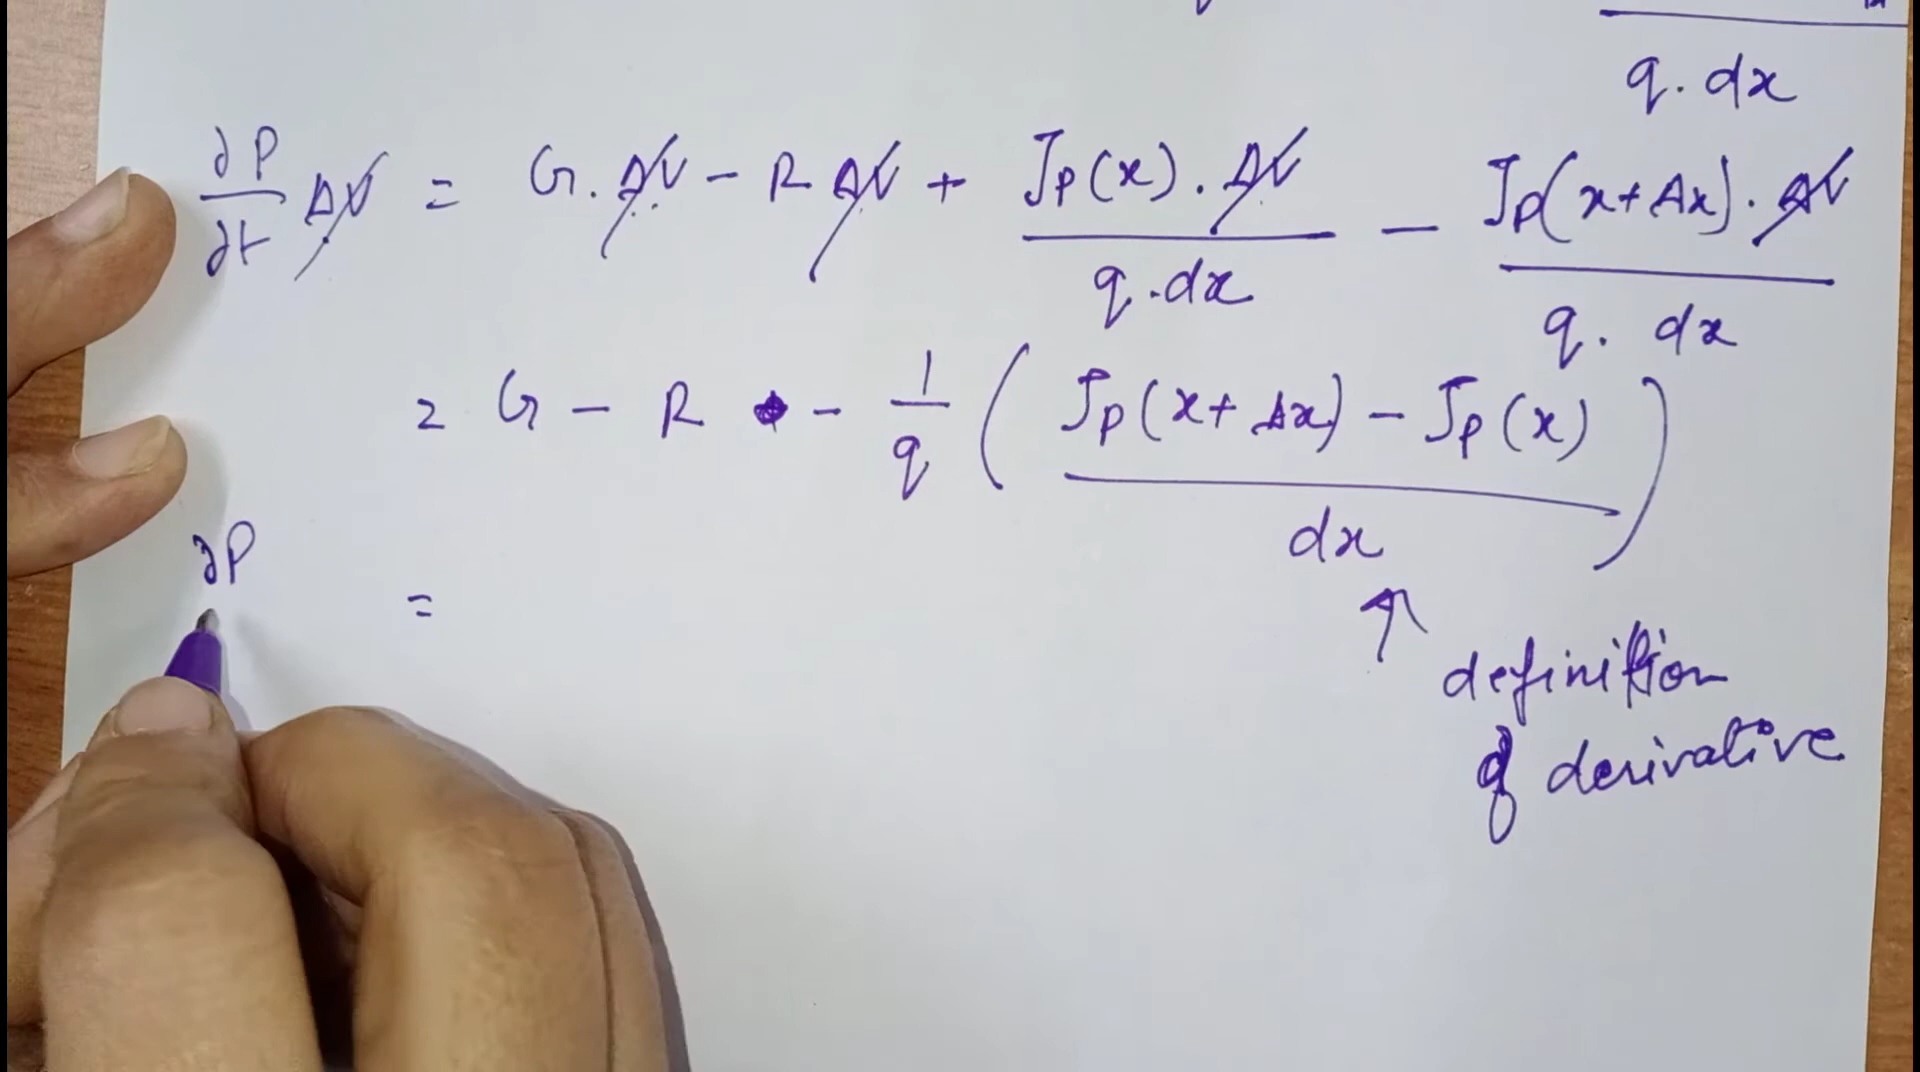 q. dx
∂P/∂t ΔV = G. ΔV - R ΔV + Jp(x). ΔV / q.dx - Jp(x+Δx). ΔV / q. dx
= G - R - 1/q ( Jp(x+Δx) - Jp(x) / dx )
∂P =
definition
of derivative